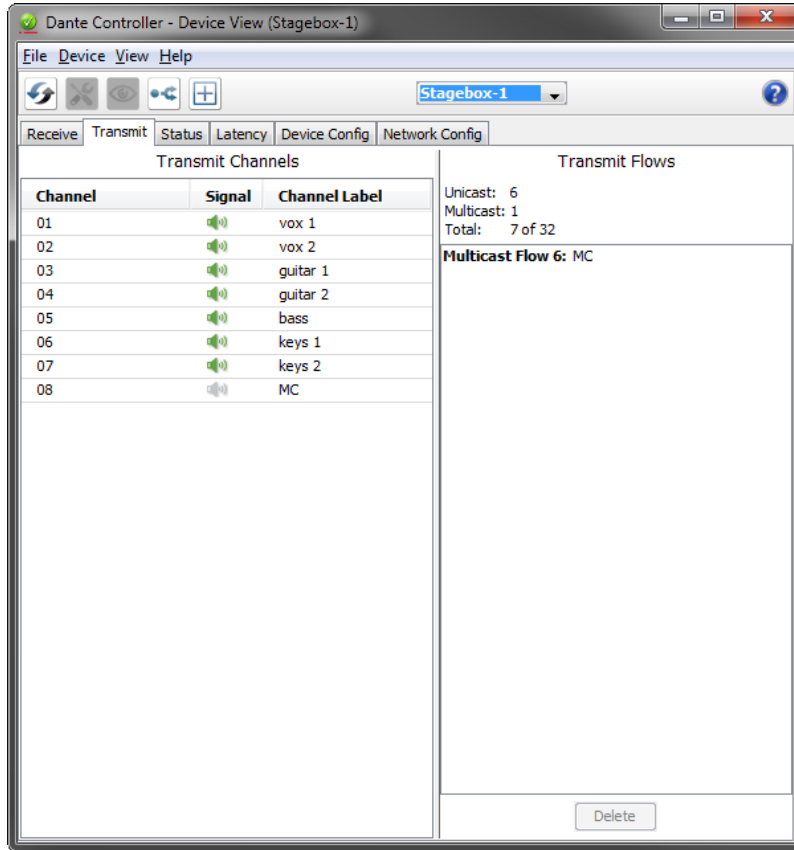 Dante Controller - Device View (Stagebox-1)
File Device View Help
Stagebox-1
Receive Transmit Status Latency Device Config Network Config
Transmit Channels
Channel Signal Channel Label
01 vox 1
02 vox 2
03 guitar 1
04 guitar 2
05 bass
06 keys 1
07 keys 2
08 MC
Transmit Flows
Unicast: 6
Multicast: 1
Total: 7 of 32
Multicast Flow 6: MC
Delete